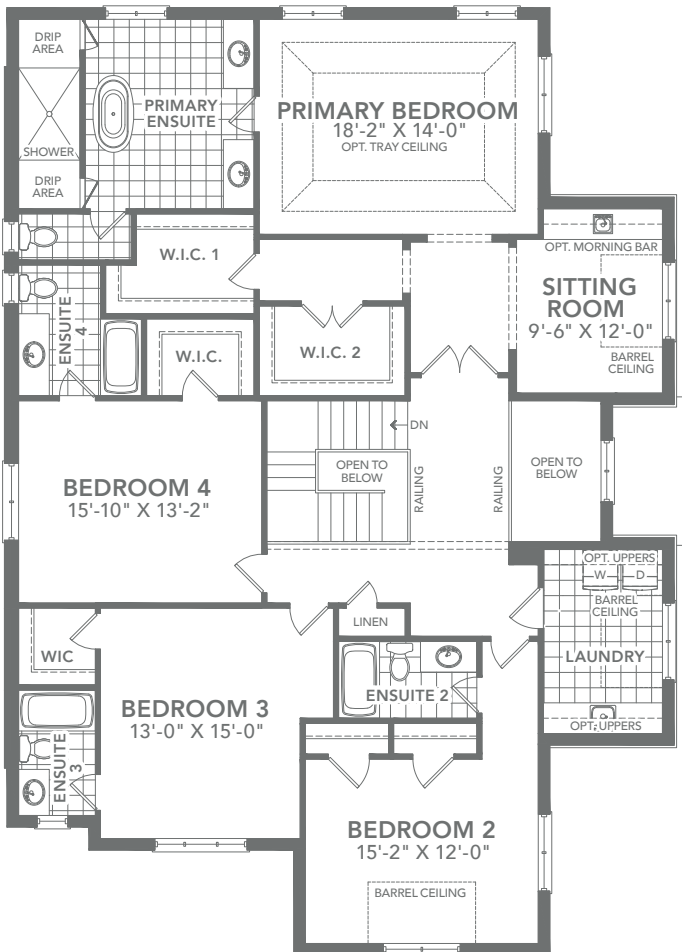 DRIP
AREA
SHOWER
DRIP
AREA
PRIMARY
ENSUITE
PRIMARY BEDROOM
18'-2" X 14'-0"
OPT. TRAY CEILING
W.I.C. 1
OPT. MORNING BAR
SITTING
ROOM
9'-6" X 12'-0"
BARREL
CEILING
ENSUITE
4
W.I.C.
W.I.C. 2
DN
OPEN TO
BELOW
RAILING
RAILING
OPEN TO
BELOW
BEDROOM 4
15'-10" X 13'-2"
OPT. UPPERS
W
D
BARREL
CEILING
LAUNDRY
OPT. UPPERS
LINEN
WIC
ENSUITE 2
BEDROOM 3
13'-0" X 15'-0"
ENSUITE
3
BEDROOM 2
15'-2" X 12'-0"
BARREL CEILING